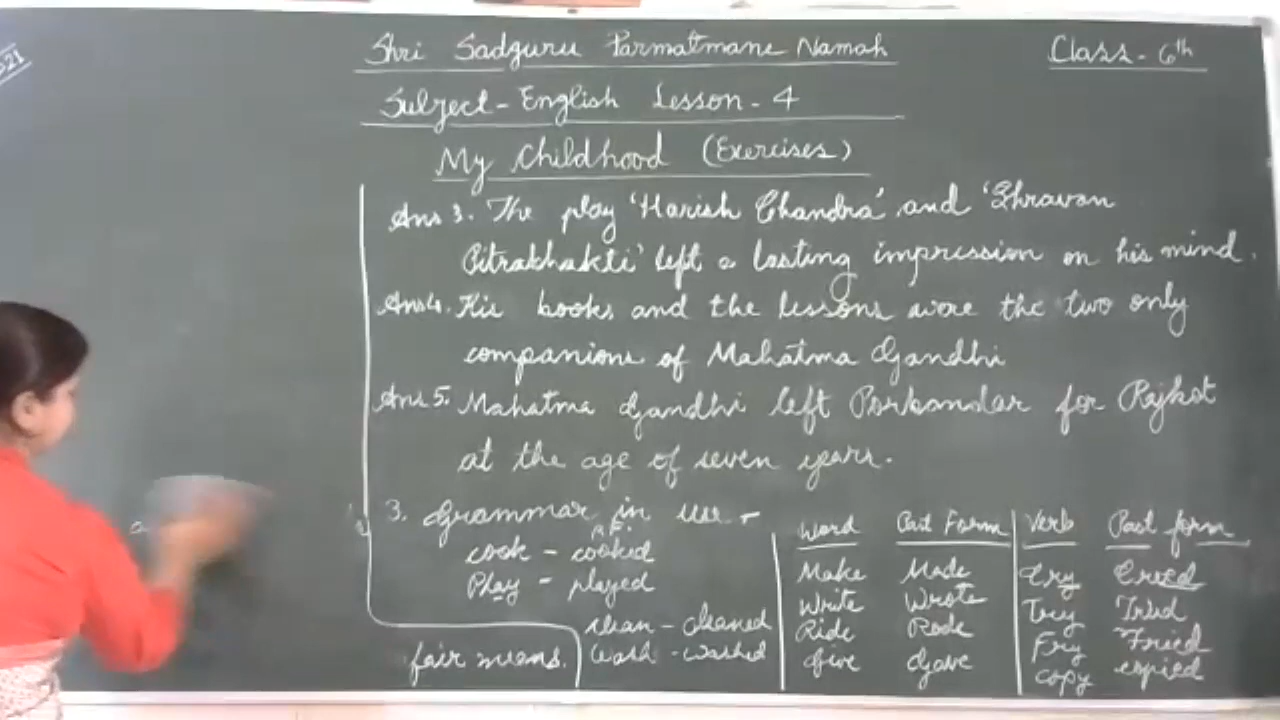 21
Shri Sadguru Parmatmane Namah
Class - 6th
Subject - English Lesson - 4
My Childhood (Exercises)
Ans 3. The play 'Harish Chandra' and 'Shravan
Pitrabhakti' left a lasting impression on his mind.
Ans 4. His books and the lessons were the two only
companions of Mahatma Gandhi
Ans 5. Mahatma Gandhi left Porbandar for Rajkot
at the age of seven years.
3. Grammar in use -
P.F.
cook - cooked
Play - played
clean - cleaned
wash - washed
fair means.
Word Past Form
Make Made
Write Wrote
Ride Rode
Give Gave
Verb Past form
Cry Cried
Try Tried
Fry Fried
copy copied